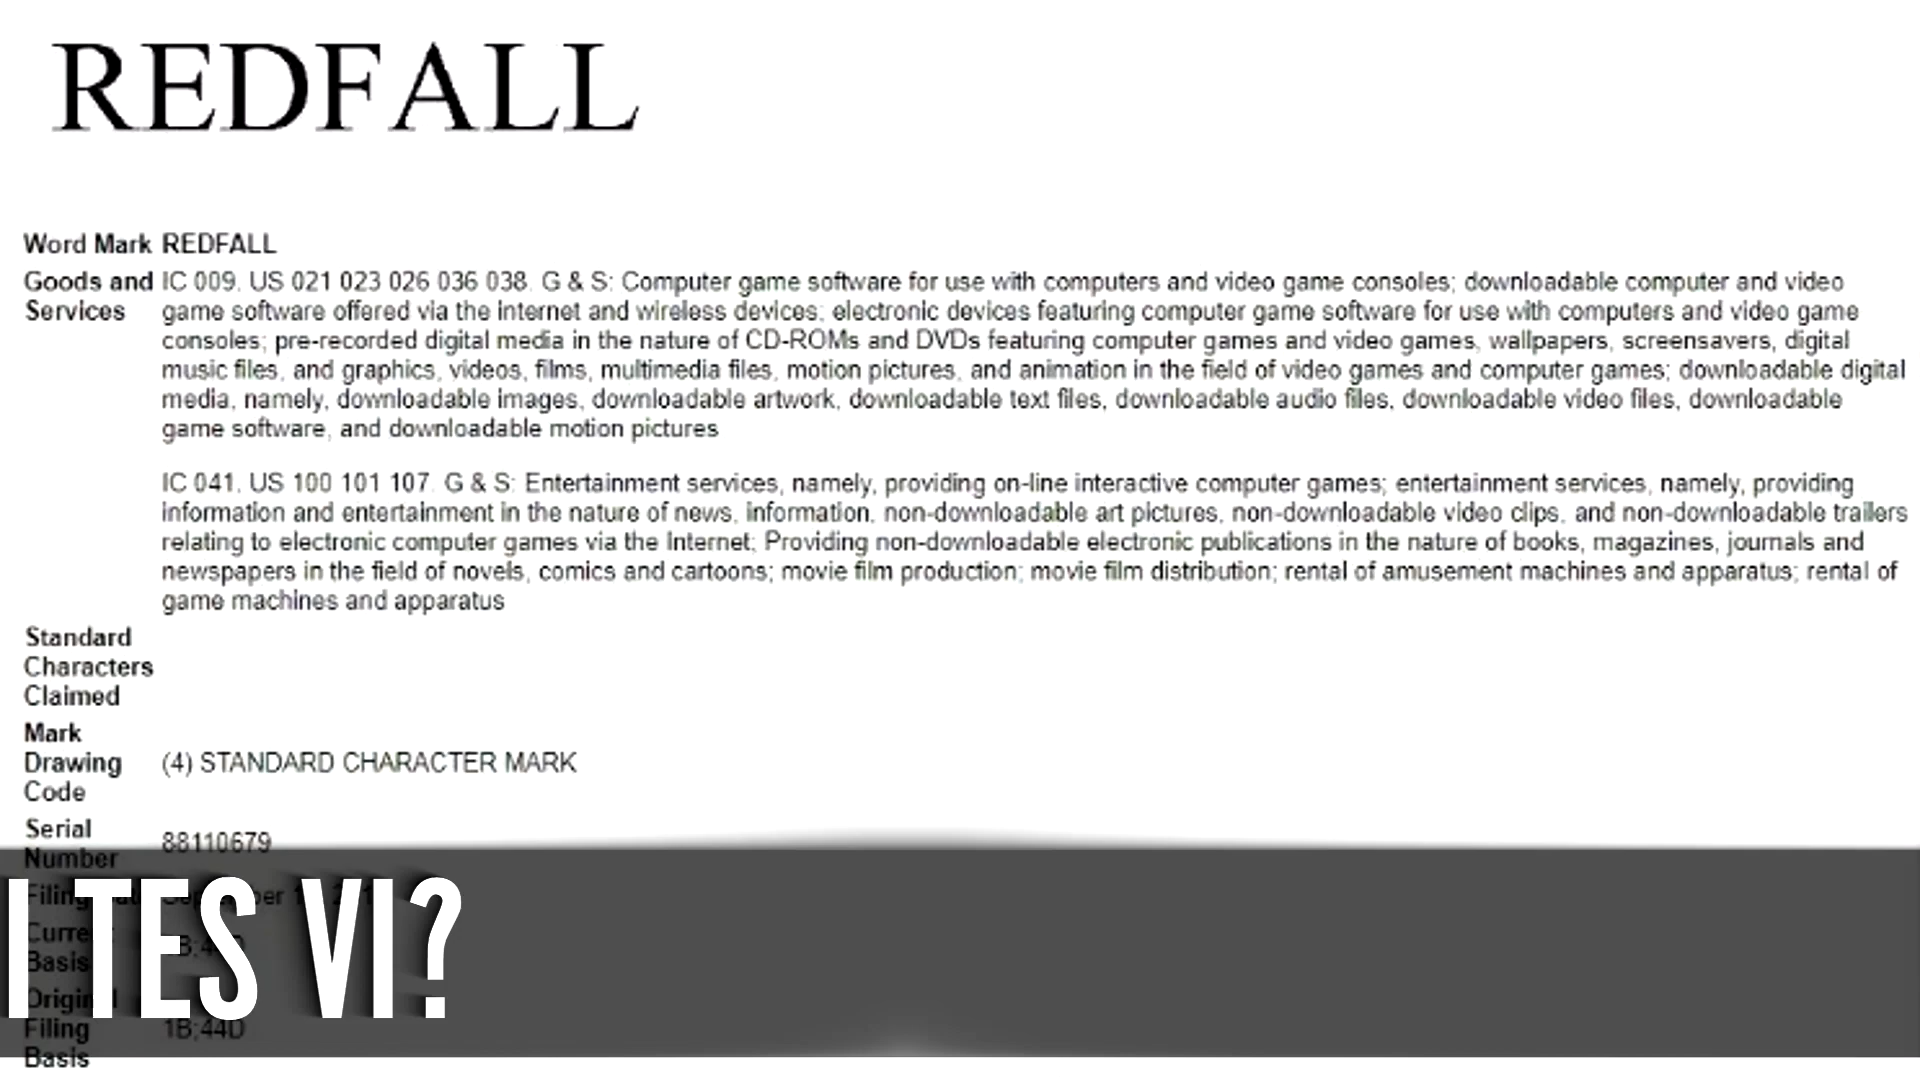 REDFALL
Word Mark REDFALL
Goods and Services IC 009. US 021 023 026 036 038. G & S: Computer game software for use with computers and video game consoles; downloadable computer and video
game software offered via the internet and wireless devices; electronic devices featuring computer game software for use with computers and video game
consoles; pre-recorded digital media in the nature of CD-ROMs and DVDs featuring computer games and video games, wallpapers, screensavers, digital
music files, and graphics, videos, films, multimedia files, motion pictures, and animation in the field of video games and computer games; downloadable digital
media, namely, downloadable images, downloadable artwork, downloadable text files, downloadable audio files, downloadable video files, downloadable
game software, and downloadable motion pictures
IC 041. US 100 101 107. G & S: Entertainment services, namely, providing on-line interactive computer games; entertainment services, namely, providing
information and entertainment in the nature of news, information, non-downloadable art pictures, non-downloadable video clips, and non-downloadable trailers
relating to electronic computer games via the Internet; Providing non-downloadable electronic publications in the nature of books, magazines, journals and
newspapers in the field of novels, comics and cartoons; movie film production; movie film distribution; rental of amusement machines and apparatus; rental of
game machines and apparatus
Standard
Characters
Claimed
Mark
Drawing (4) STANDARD CHARACTER MARK
Code
Serial
Number 88110679
I TES VI?
Basis
Filing 1B;44D
Basis